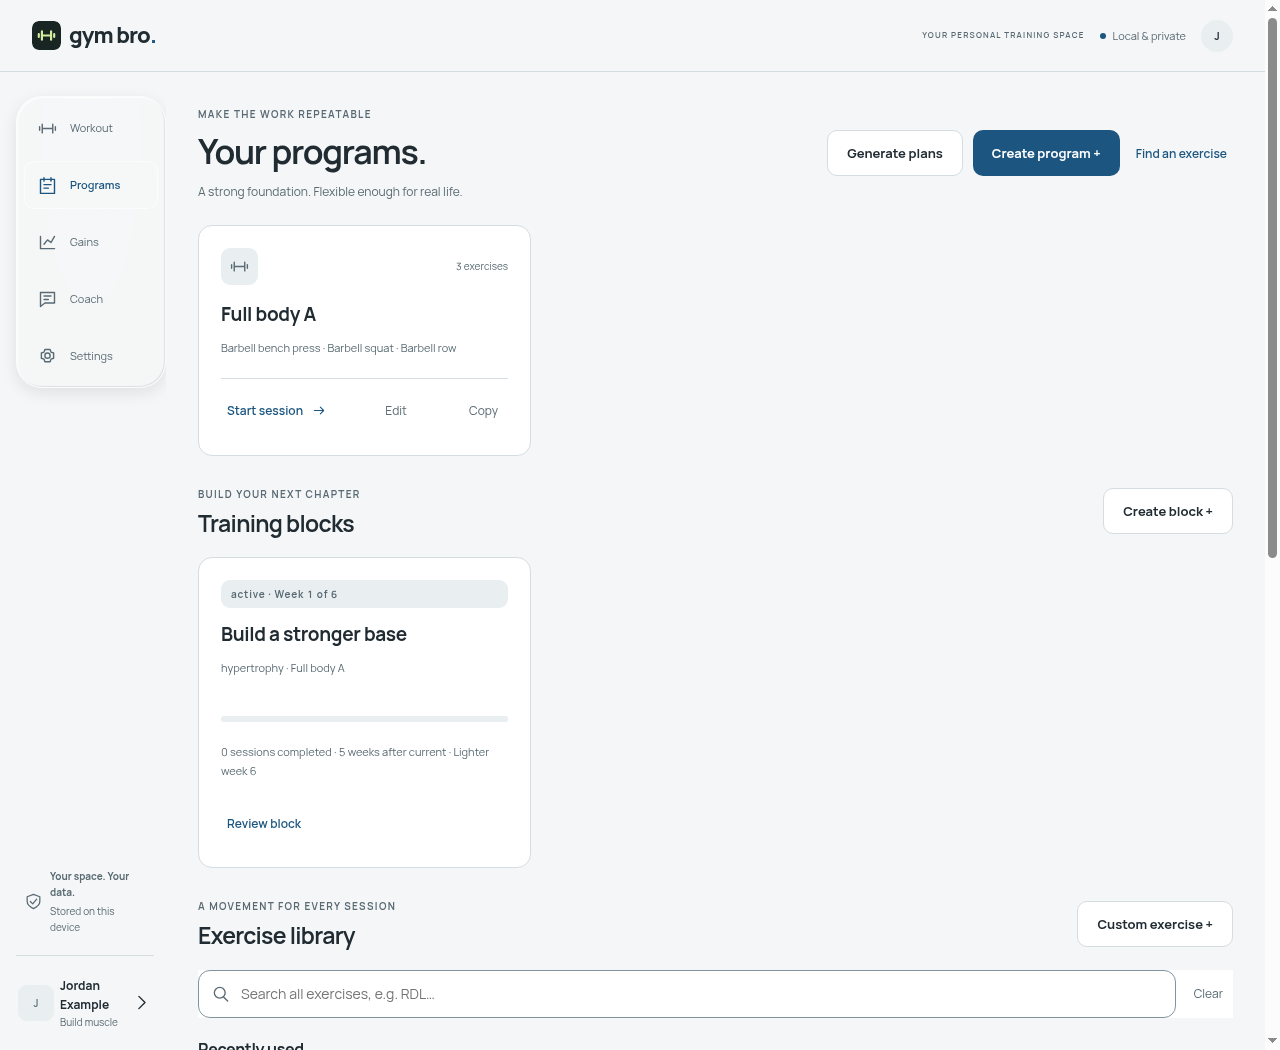 gym bro.
YOUR PERSONAL TRAINING SPACE
Local & private
J
Workout
Programs
Gains
Coach
Settings
MAKE THE WORK REPEATABLE
Your programs.
A strong foundation. Flexible enough for real life.
Generate plans
Create program +
Find an exercise
3 exercises
Full body A
Barbell bench press · Barbell squat · Barbell row
Start session →
Edit
Copy
BUILD YOUR NEXT CHAPTER
Training blocks
Create block +
active · Week 1 of 6
Build a stronger base
hypertrophy · Full body A
0 sessions completed · 5 weeks after current · Lighter
week 6
Review block
A MOVEMENT FOR EVERY SESSION
Exercise library
Custom exercise +
Search all exercises, e.g. RDL...
Clear
Recently used
Your space. Your
data.
Stored on this
device
J
Jordan
Example
Build muscle